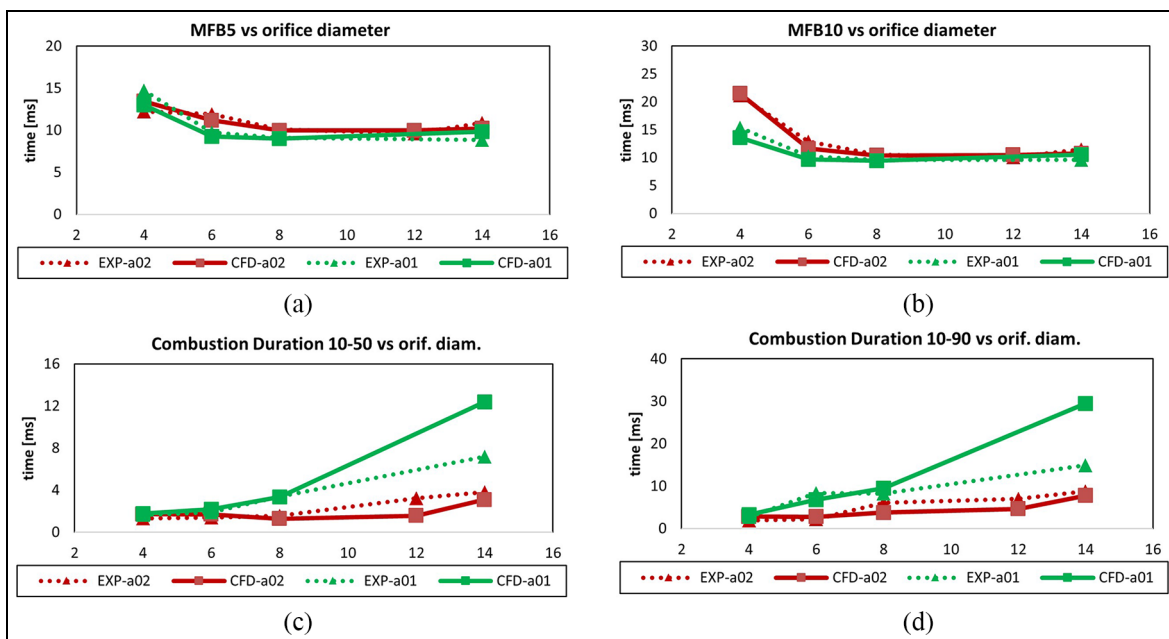 MFB5 vs orifice diameter
20
15
10
5
0
time [ms]
2 4 6 8 10 12 14 16
EXP-a02 CFD-a02 EXP-a01 CFD-a01
(a)
MFB10 vs orifice diameter
30
25
20
15
10
5
0
time [ms]
2 4 6 8 10 12 14 16
EXP-a02 CFD-a02 EXP-a01 CFD-a01
(b)
Combustion Duration 10-50 vs orif. diam.
16
12
8
4
0
time [ms]
2 4 6 8 10 12 14 16
EXP-a02 CFD-a02 EXP-a01 CFD-a01
(c)
Combustion Duration 10-90 vs orif. diam.
40
30
20
10
0
time [ms]
2 4 6 8 10 12 14 16
EXP-a02 CFD-a02 EXP-a01 CFD-a01
(d)